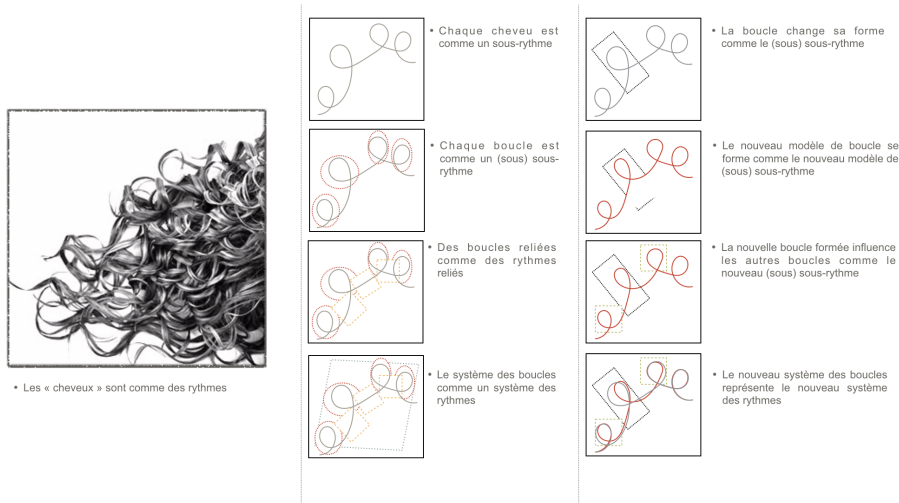 • Les « cheveux » sont comme des rythmes
• Chaque cheveu est
comme un sous-rythme
• Chaque boucle est
comme un (sous) sous-
rythme
• Des boucles reliées
comme des rythmes
reliés
• Le système des boucles
comme un système des
rythmes
• La boucle change sa forme
comme le (sous) sous-rythme
• Le nouveau modèle de boucle se
forme comme le nouveau modèle de
(sous) sous-rythme
• La nouvelle boucle formée influence
les autres boucles comme le
nouveau (sous) sous-rythme
• Le nouveau système des boucles
représente le nouveau système
des rythmes